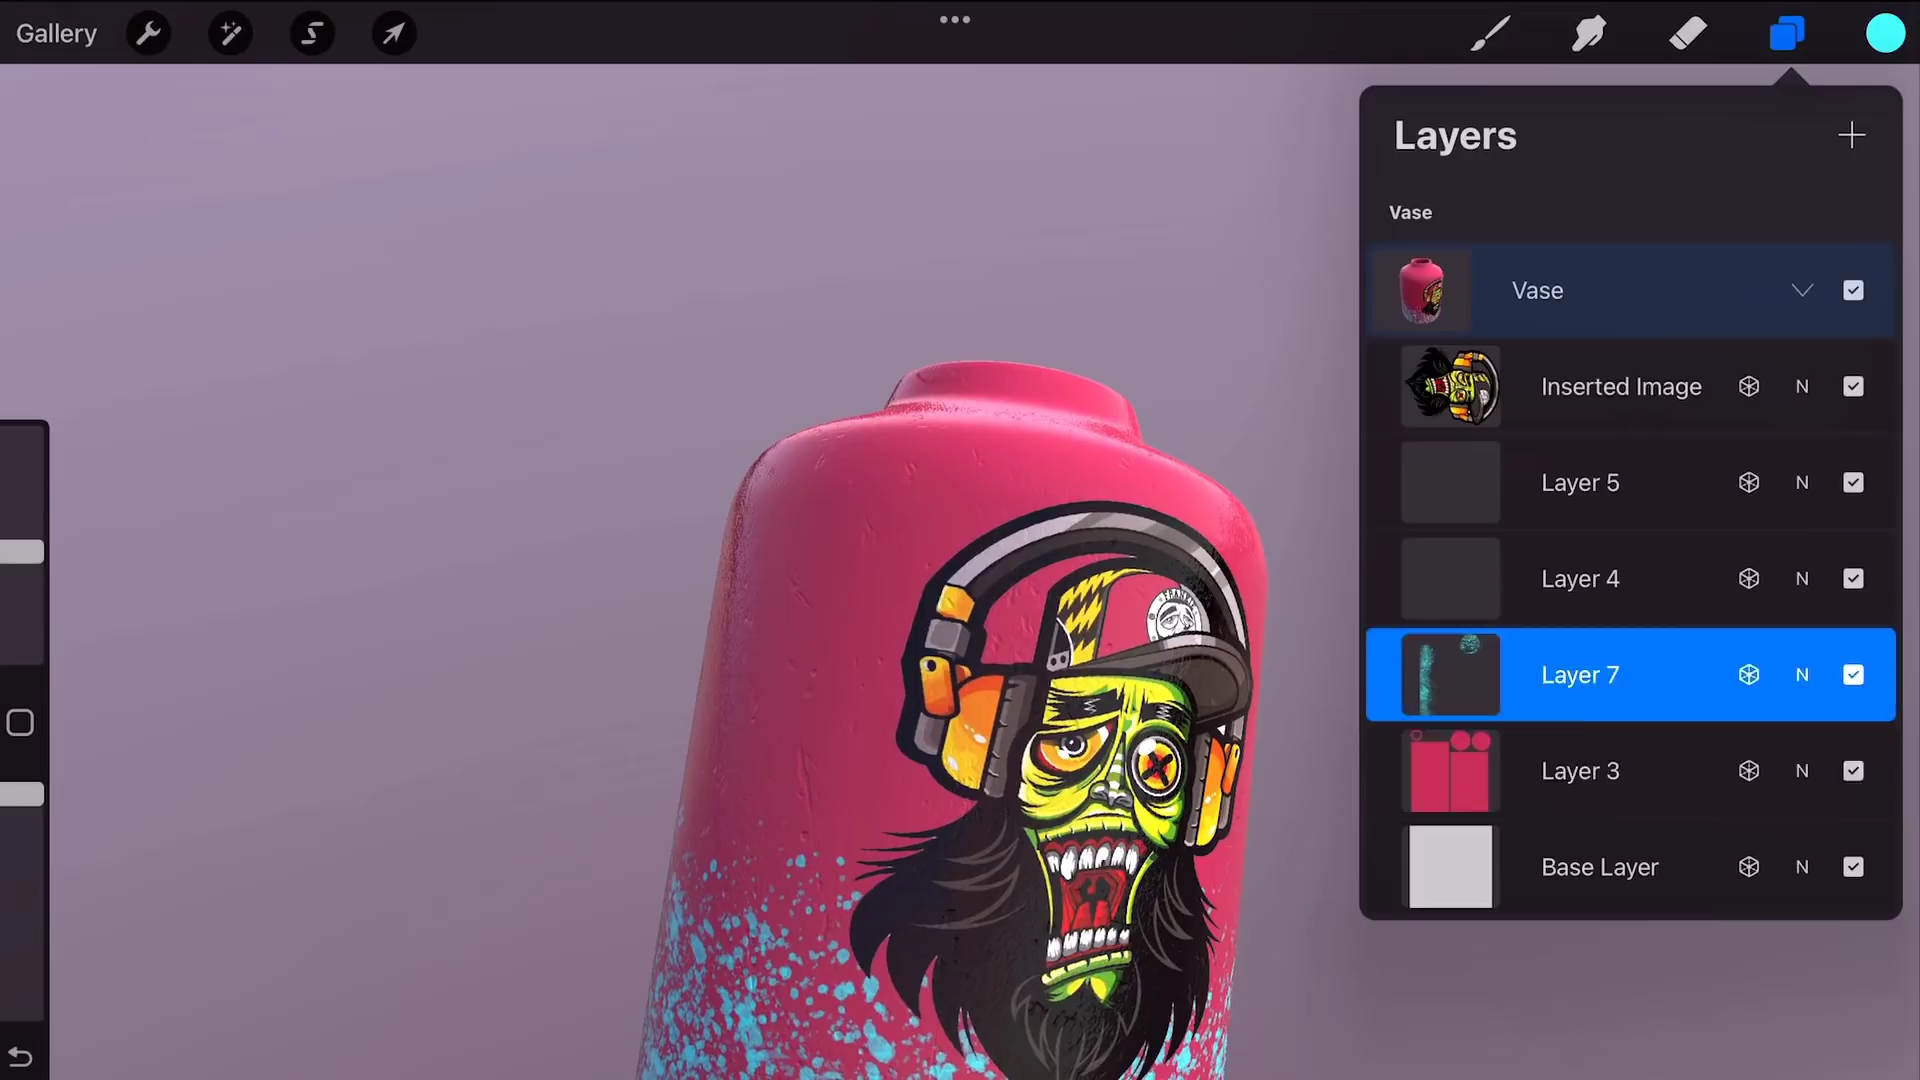 Gallery
Layers
Vase
Vase
Inserted Image N
Layer 5 N
Layer 4 N
Layer 7 N
Layer 3 N
Base Layer N